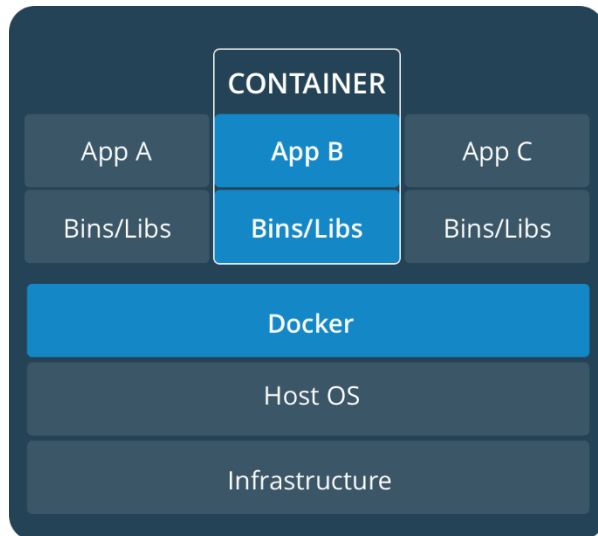 CONTAINER
App A App B App C
Bins/Libs Bins/Libs Bins/Libs
Docker
Host OS
Infrastructure